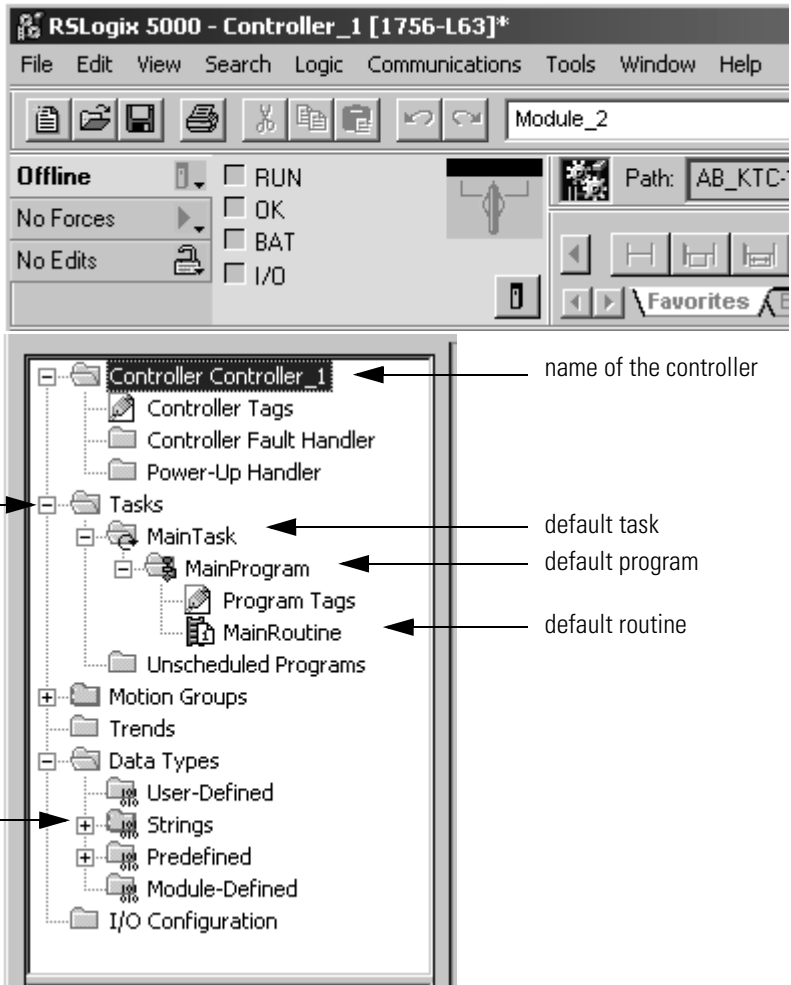 RSLogix 5000 - Controller_1 [1756-L63]*
File Edit View Search Logic Communications Tools Window Help
Module_2
Offline
RUN
Path: AB_KTC-
No Forces
OK
BAT
No Edits
I/O
Favorites
Controller Controller_1
name of the controller
Controller Tags
Controller Fault Handler
Power-Up Handler
Tasks
MainTask
default task
MainProgram
default program
Program Tags
MainRoutine
default routine
Unscheduled Programs
Motion Groups
Trends
Data Types
User-Defined
Strings
Predefined
Module-Defined
I/O Configuration